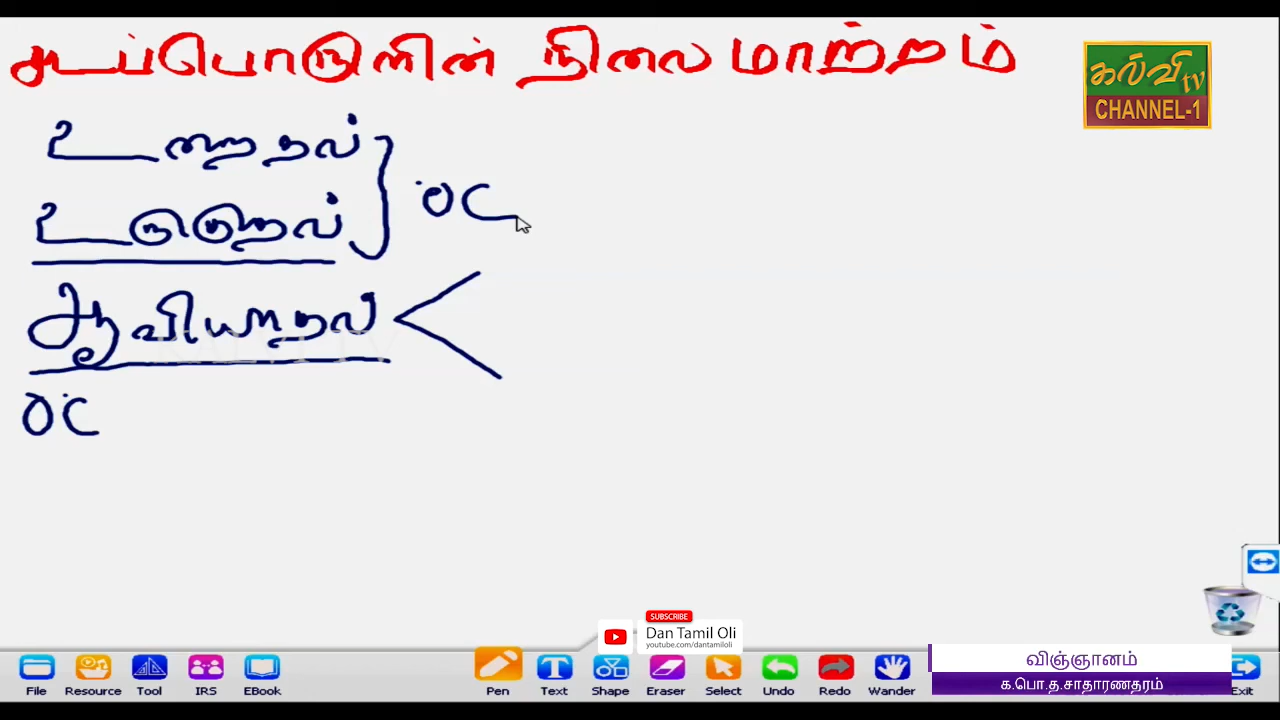 சடப்பொருளின் நிலை மாற்றம்
கல்வி tv
CHANNEL-1
உறைதல்
உருகுதல்
0°C
ஆவியாதல்
0°C
SUBSCRIBE
Dan Tamil Oli
youtube.com/dantamiloli
விஞ்ஞானம்
க.பொ.த.சாதாரணதரம்
File Resource Tool IRS EBook Pen Text Shape Eraser Select Undo Redo Wander Exit